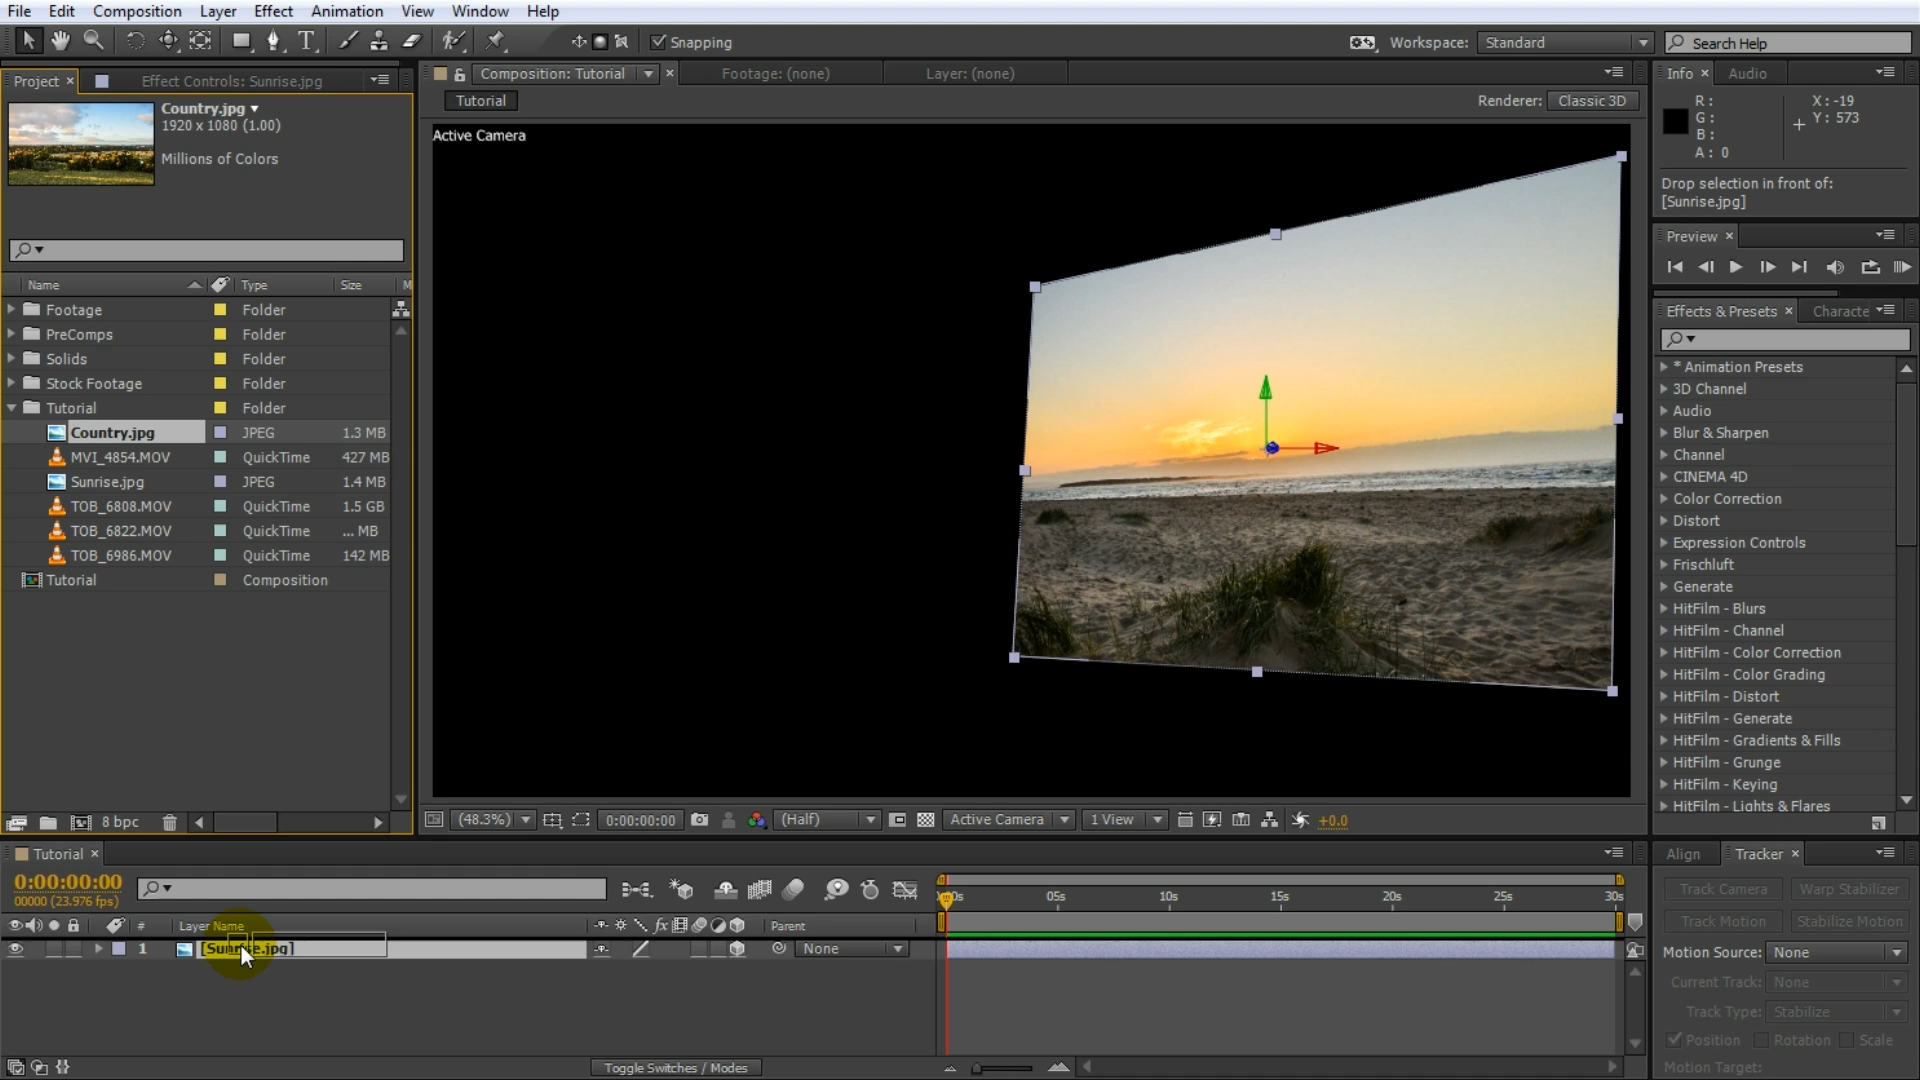 File Edit Composition Layer Effect Animation View Window Help
Snapping Workspace: Standard Search Help
Project × Effect Controls: Sunrise.jpg
Country.jpg
1920 x 1080 (1.00)
Millions of Colors
Name Type Size M
Footage Folder
PreComps Folder
Solids Folder
Stock Footage Folder
Tutorial Folder
Country.jpg JPEG 1.3 MB
MVI_4854.MOV QuickTime 427 MB
Sunrise.jpg JPEG 1.4 MB
TOB_6808.MOV QuickTime 1.5 GB
TOB_6822.MOV QuickTime ... MB
TOB_6986.MOV QuickTime 142 MB
Tutorial Composition
8 bpc
Composition: Tutorial × Footage: (none) Layer: (none)
Tutorial Renderer: Classic 3D
Active Camera
(48.3%) 0:00:00:00 (Half) Active Camera 1 View +0.0
Info × Audio
R: X: -19
G: Y: 573
B:
A: 0
Drop selection in front of:
[Sunrise.jpg]
Preview ×
Effects & Presets × Characte
* Animation Presets
3D Channel
Audio
Blur & Sharpen
Channel
CINEMA 4D
Color Correction
Distort
Expression Controls
Frischluft
Generate
HitFilm - Blurs
HitFilm - Channel
HitFilm - Color Correction
HitFilm - Color Grading
HitFilm - Distort
HitFilm - Generate
HitFilm - Gradients & Fills
HitFilm - Grunge
HitFilm - Keying
HitFilm - Lights & Flares
Tutorial ×
0:00:00:00
00000 (23.976 fps)
05s 10s 15s 20s 25s 30s
# Layer Name fx Parent
1 [Sunrise.jpg] None
Toggle Switches / Modes
Align Tracker ×
Track Camera Warp Stabilizer
Track Motion Stabilize Motion
Motion Source: None
Current Track: None
Track Type: Stabilize
Position Rotation Scale
Motion Target: